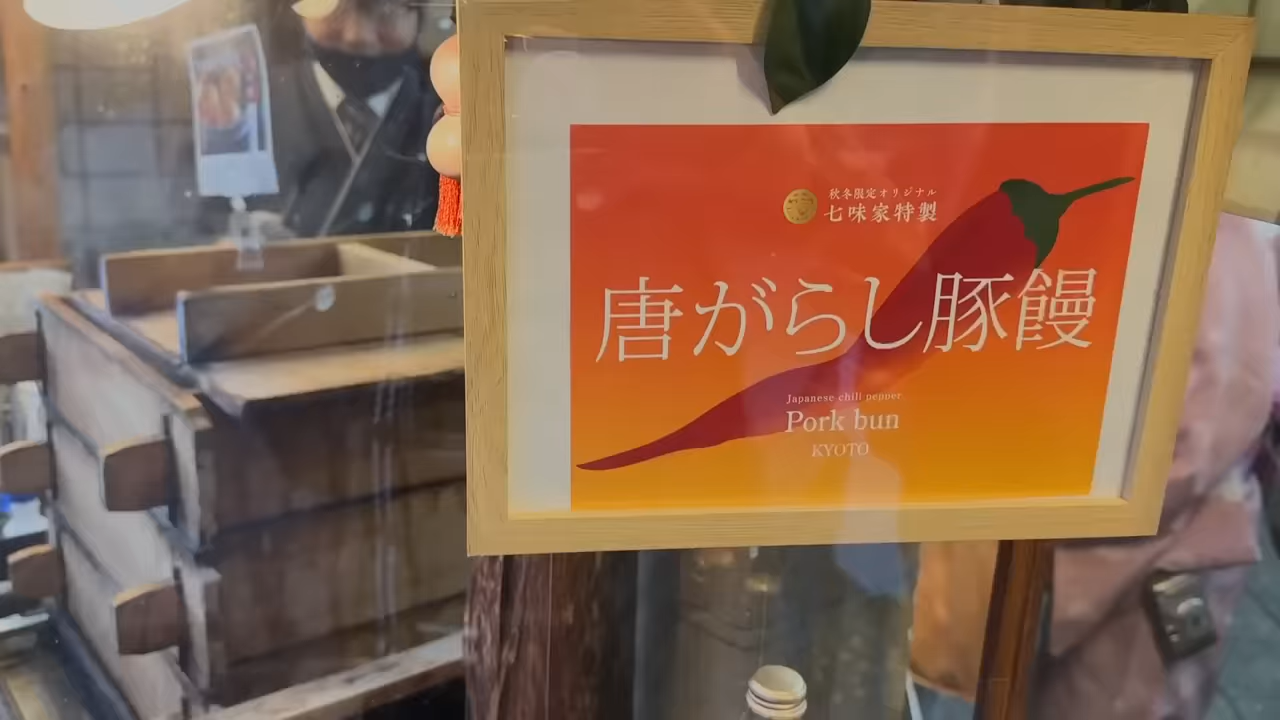 秋冬限定オリジナル
七味家特製
唐がらし豚饅
Japanese chili pepper
Pork bun
KYOTO